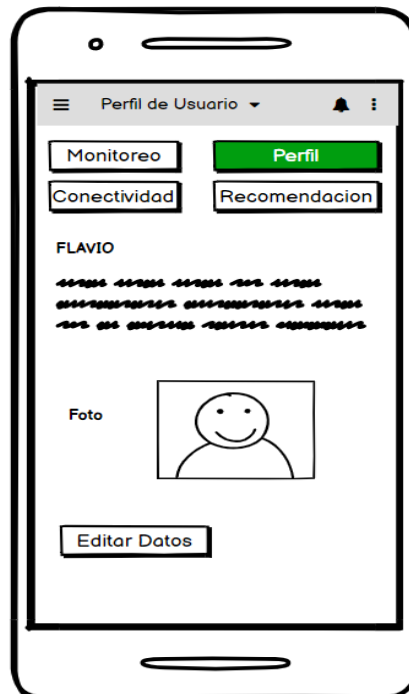 Perfil de Usuario
Monitoreo Perfil
Conectividad Recomendacion
FLAVIO
Foto
Editar Datos